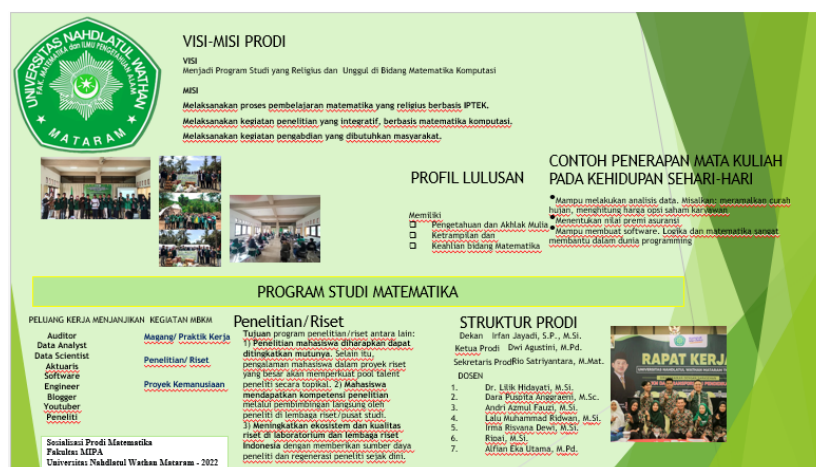 UNIVERSITAS NAHDLATUL WATHAN
FAK. MATEMATIKA dan ILMU PENGETAHUAN ALAM
MATARAM
VISI-MISI PRODI
VISI
Menjadi Program Studi yang Religius dan Unggul di Bidang Matematika Komputasi
MISI
Melaksanakan proses pembelajaran matematika yang religius berbasis IPTEK.
Melaksanakan kegiatan penelitian yang integratif, berbasis matematika komputasi.
Melaksanakan kegiatan pengabdian yang dibutuhkan masyarakat.
PROFIL LULUSAN
Memiliki
Pengetahuan dan Akhlak Mulia
Ketrampilan dan
Keahlian bidang Matematika
CONTOH PENERAPAN MATA KULIAH
PADA KEHIDUPAN SEHARI-HARI
•Mampu melakukan analisis data. Misalkan: meramalkan curah
hujan, menghitung harga opsi saham karyawan
•Menentukan nilai premi asuransi
•Mampu membuat software. Logika dan matematika sangat
membantu dalam dunia programming
PROGRAM STUDI MATEMATIKA
PELUANG KERJA MENJANJIKAN
Auditor
Data Analyst
Data Scientist
Aktuaris
Software
Engineer
Blogger
Youtuber
Peneliti
KEGIATAN MBKM
Magang/ Praktik Kerja
Penelitian/ Riset
Proyek Kemanusiaan
Penelitian/Riset
Tujuan program penelitian/riset antara lain:
1) Penelitian mahasiswa diharapkan dapat
ditingkatkan mutunya. Selain itu,
pengalaman mahasiswa dalam proyek riset
yang besar akan memperkuat pool talent
peneliti secara topikal. 2) Mahasiswa
mendapatkan kompetensi penelitian
melalui pembimbingan langsung oleh
peneliti di lembaga riset/pusat studi.
3) Meningkatkan ekosistem dan kualitas
riset di laboratorium dan lembaga riset
Indonesia dengan memberikan sumber daya
peneliti dan regenerasi peneliti sejak dini.
STRUKTUR PRODI
Dekan Irfan Jayadi, S.P., M.Si.
Ketua Prodi Dwi Agustini, M.Pd.
Sekretaris Prodi Rio Satriyantara, M.Mat.
DOSEN
1. Dr. Lilik Hidayati, M.Si.
2. Dara Puspita Anggraeni, M.Sc.
3. Andri Azmul Fauzi, M.Si.
4. Lalu Muhammad Ridwan, M.Si.
5. Irma Risvana Dewi, M.Si.
6. Ripai, M.Si.
7. Alfian Eka Utama, M.Pd.
RAPAT KERJA
Sosialisasi Prodi Matematika
Fakultas MIPA
Universitas Nahdlatul Wathan Mataram - 2022